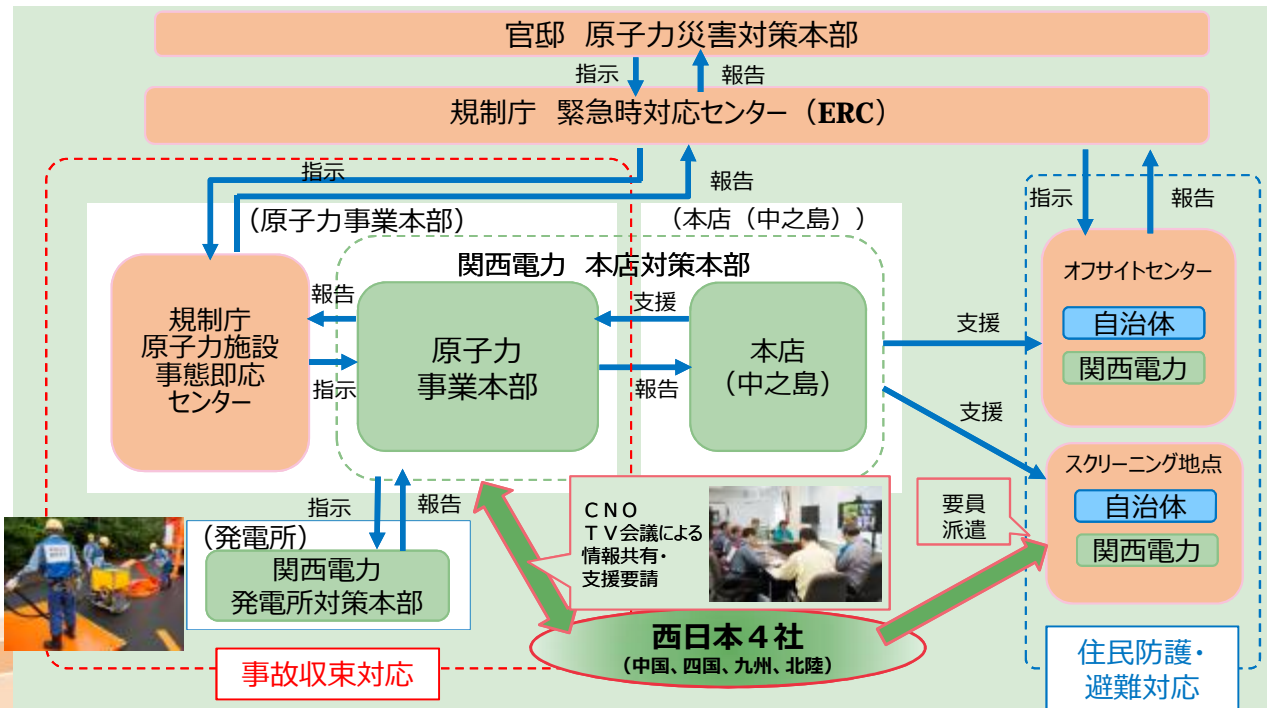 官邸 原子力災害対策本部
指示
報告
規制庁 緊急時対応センター（ERC）
指示
報告
指示
報告
（原子力事業本部）
（本店（中之島））
関西電力 本店対策本部
規制庁
原子力施設
事態即応
センター
報告
指示
原子力
事業本部
支援
報告
本店
（中之島）
支援
支援
オフサイトセンター
自治体
関西電力
スクリーニング地点
自治体
関西電力
指示
報告
（発電所）
関西電力
発電所対策本部
ＣＮＯ
ＴＶ会議による
情報共有・
支援要請
要員
派遣
西日本４社
（中国、四国、九州、北陸）
事故収束対応
住民防護・
避難対応